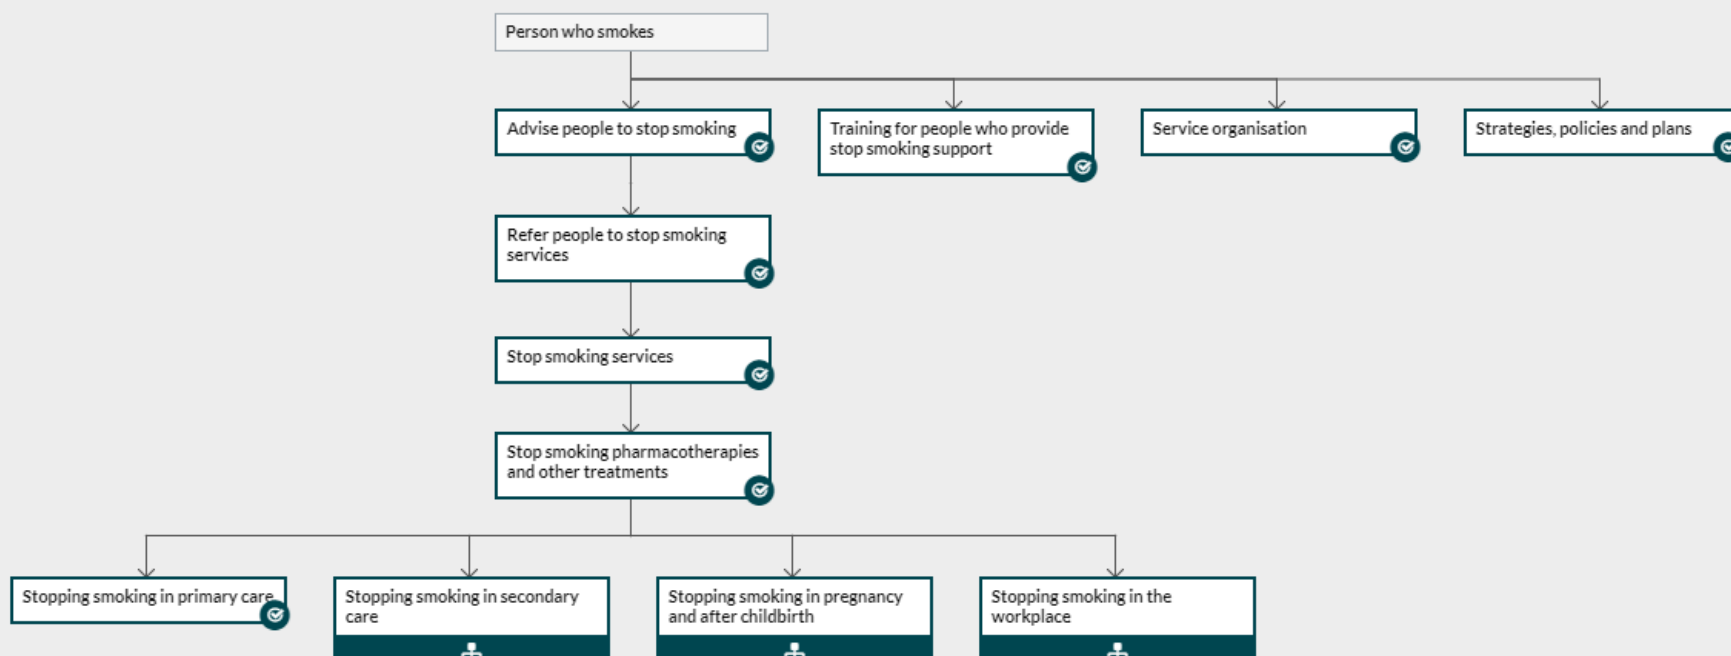 Person who smokes
Advise people to stop smoking
Training for people who provide
stop smoking support
Service organisation
Strategies, policies and plans
Refer people to stop smoking
services
Stop smoking services
Stop smoking pharmacotherapies
and other treatments
Stopping smoking in primary care
Stopping smoking in secondary
care
Stopping smoking in pregnancy
and after childbirth
Stopping smoking in the
workplace